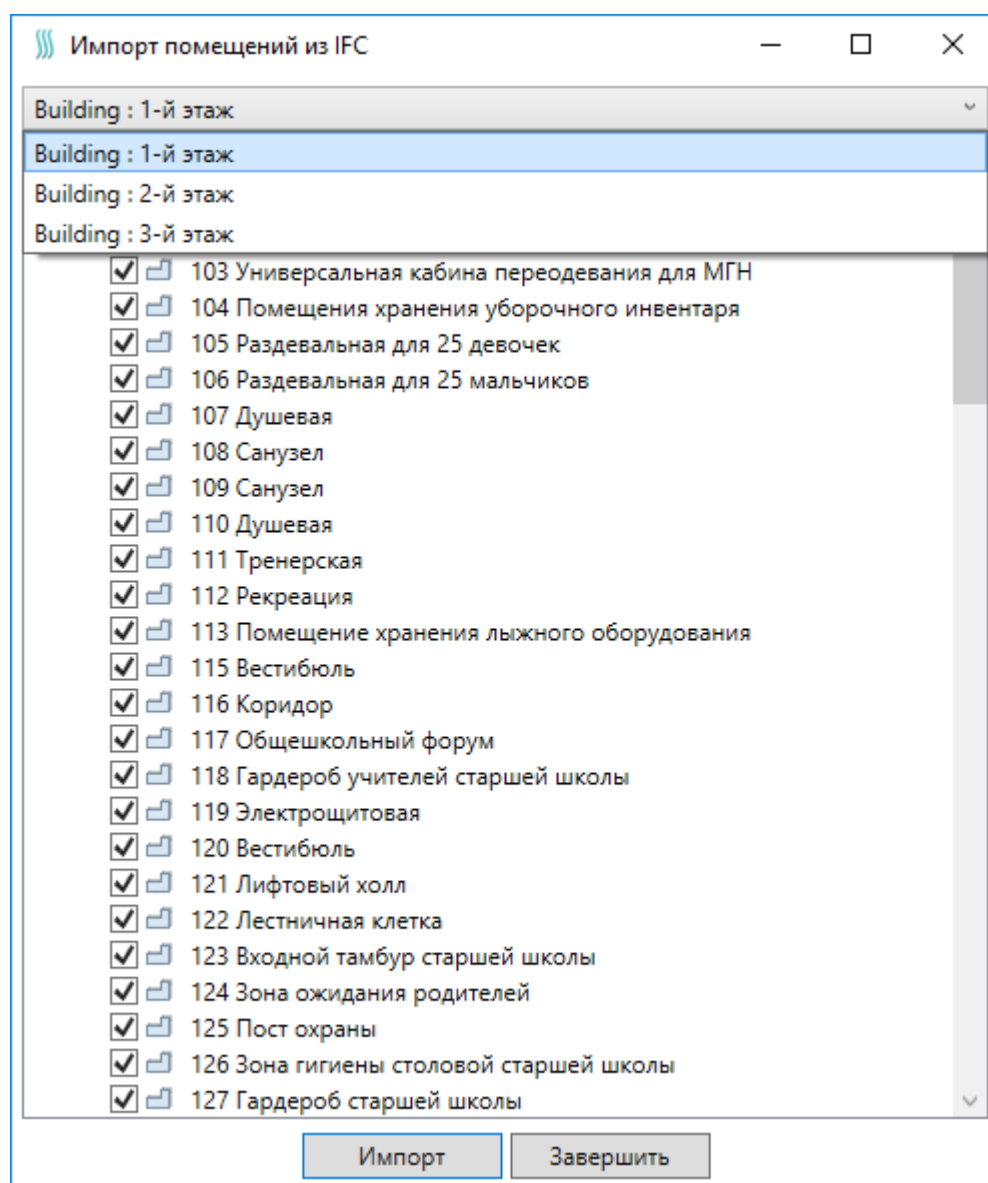 Импорт помещений из IFC
Building : 1-й этаж
Building : 1-й этаж
Building : 2-й этаж
Building : 3-й этаж
103 Универсальная кабина переодевания для МГН
104 Помещения хранения уборочного инвентаря
105 Раздевальная для 25 девочек
106 Раздевальная для 25 мальчиков
107 Душевая
108 Санузел
109 Санузел
110 Душевая
111 Тренерская
112 Рекреация
113 Помещение хранения лыжного оборудования
115 Вестибюль
116 Коридор
117 Общешкольный форум
118 Гардероб учителей старшей школы
119 Электрощитовая
120 Вестибюль
121 Лифтовый холл
122 Лестничная клетка
123 Входной тамбур старшей школы
124 Зона ожидания родителей
125 Пост охраны
126 Зона гигиены столовой старшей школы
127 Гардероб старшей школы
Импорт Завершить